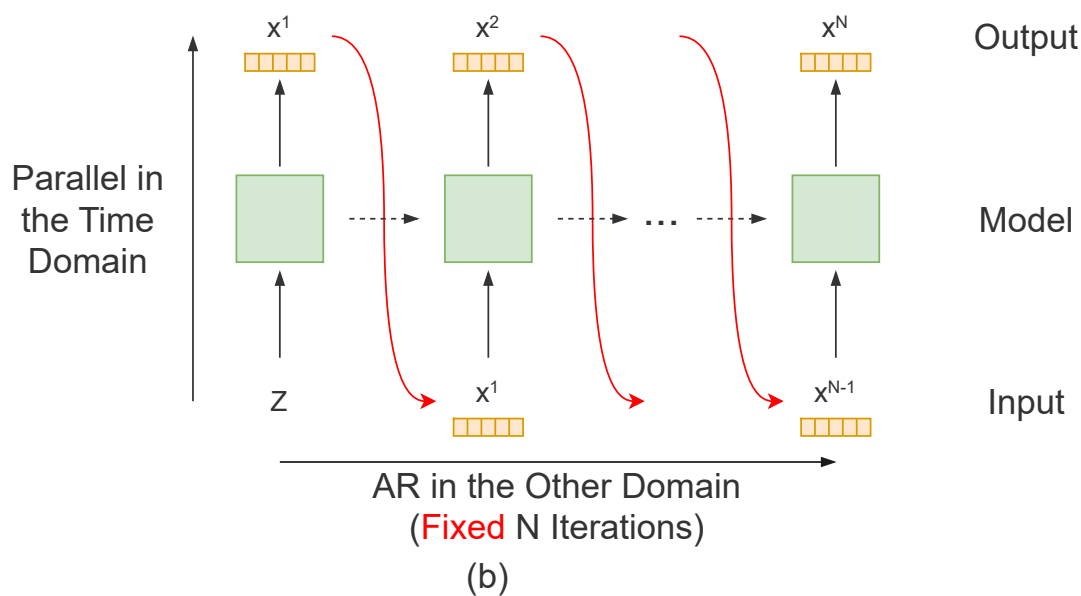 x¹ x² xᴺ Output
Parallel in
the Time
Domain
... Model
Z x¹ xᴺ⁻¹ Input
AR in the Other Domain
(Fixed N Iterations)
(b)